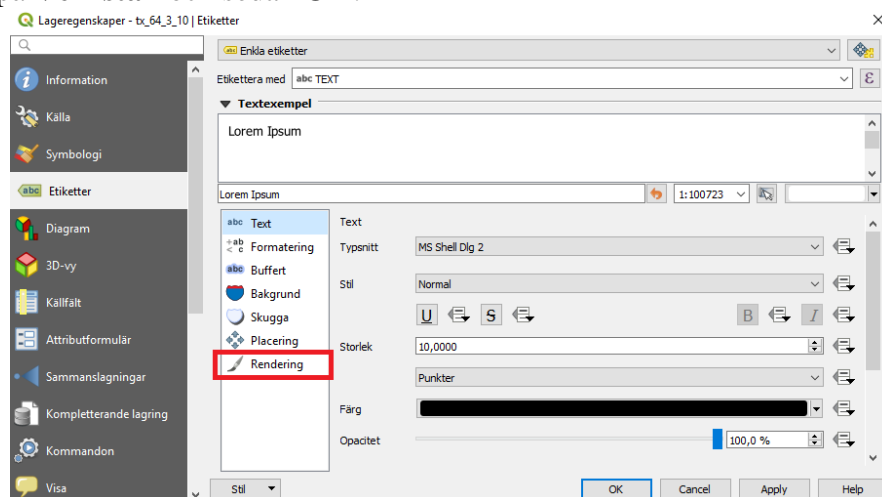 Lageregenskaper - tx_64_3_10 | Etiketter
Information
Källa
Symbologi
abc Etiketter
Diagram
3D-vy
Källfält
Attributformulär
Sammanslagningar
Kompletterande lagring
Kommandon
Visa
Enkla etiketter
Etikettera med abc TEXT ε
Textexempel
Lorem Ipsum
Lorem Ipsum 1:100723
abc Text
Formatering
abc Buffert
Bakgrund
Skugga
Placering
Rendering
Text
Typsnitt MS Shell Dlg 2
Stil Normal
U S B I
Storlek 10,0000
Punkter
Färg
Opacitet 100,0 %
Stil OK Cancel Apply Help